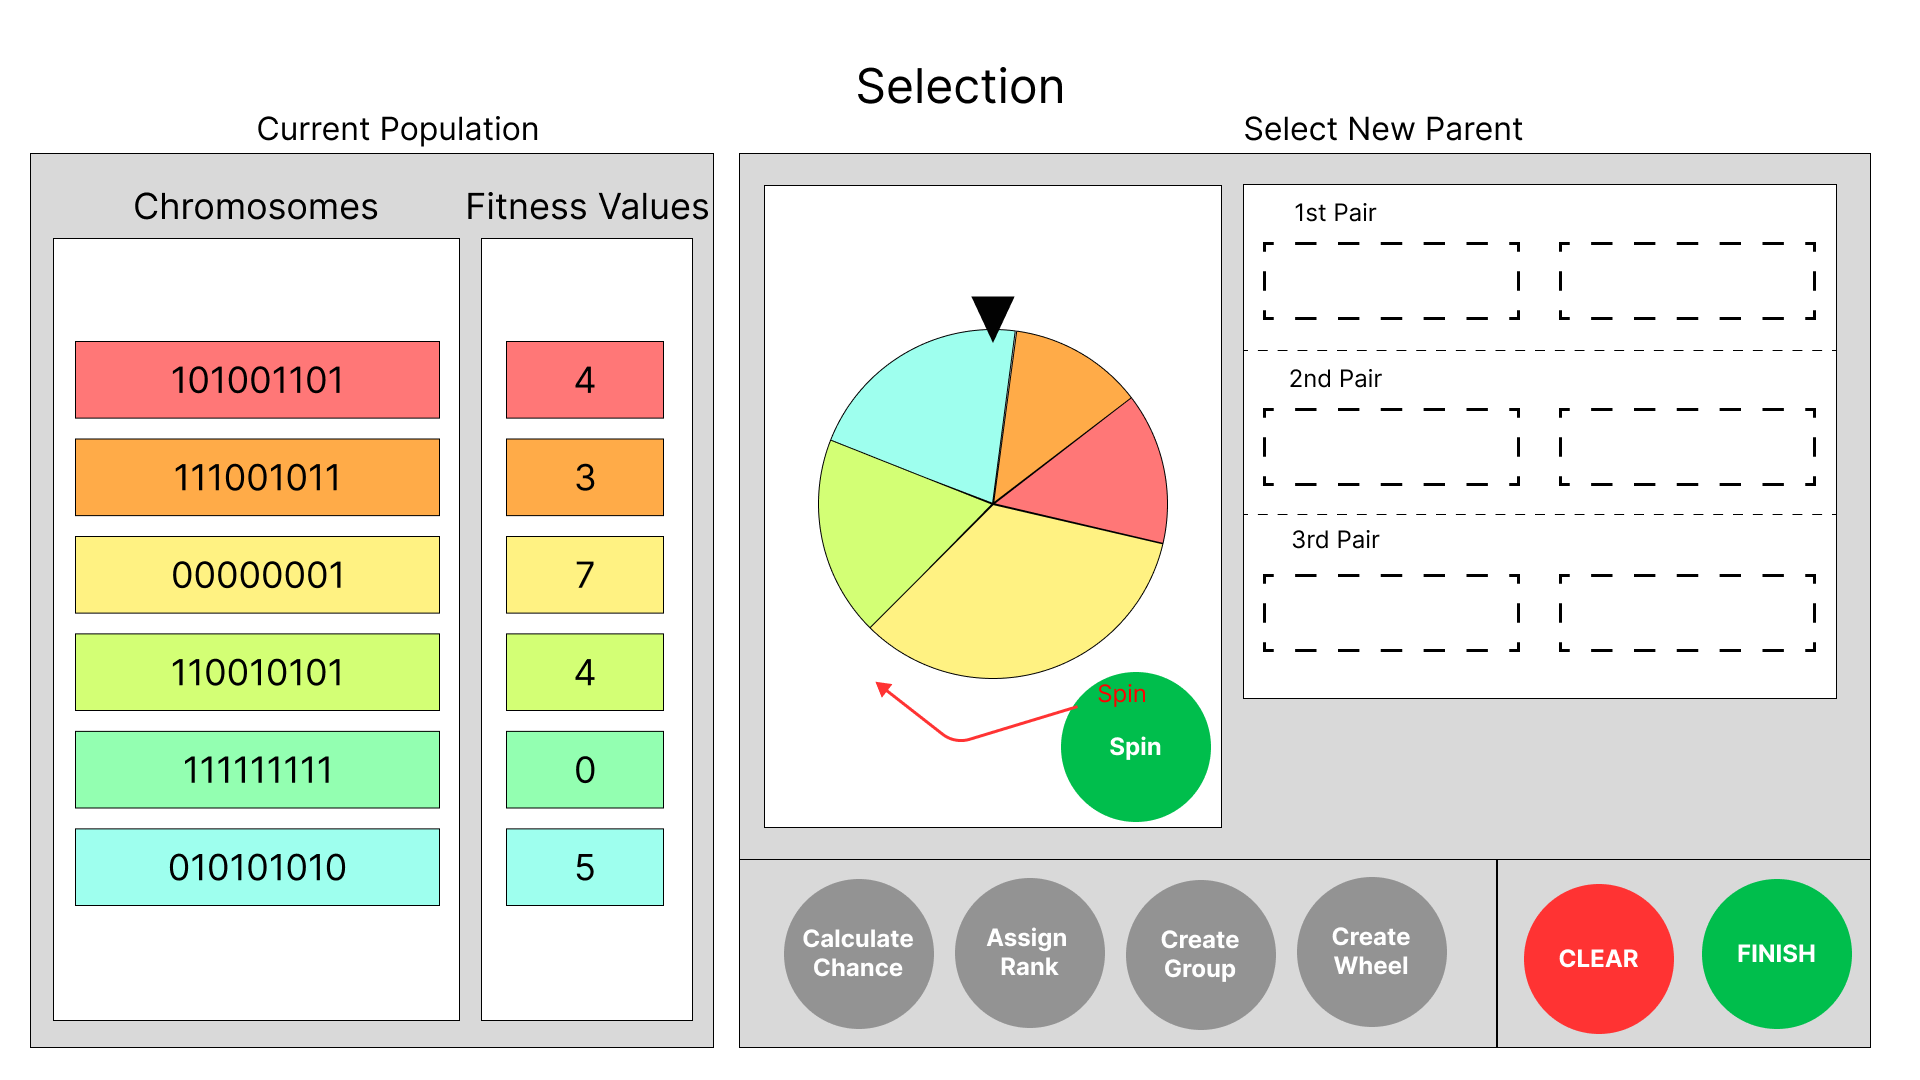 Selection
Current Population
Select New Parent
Chromosomes
Fitness Values
101001101
4
111001011
3
00000001
7
110010101
4
111111111
0
010101010
5
1st Pair
2nd Pair
3rd Pair
Spin
Spin
Calculate
Chance
Assign
Rank
Create
Group
Create
Wheel
CLEAR
FINISH